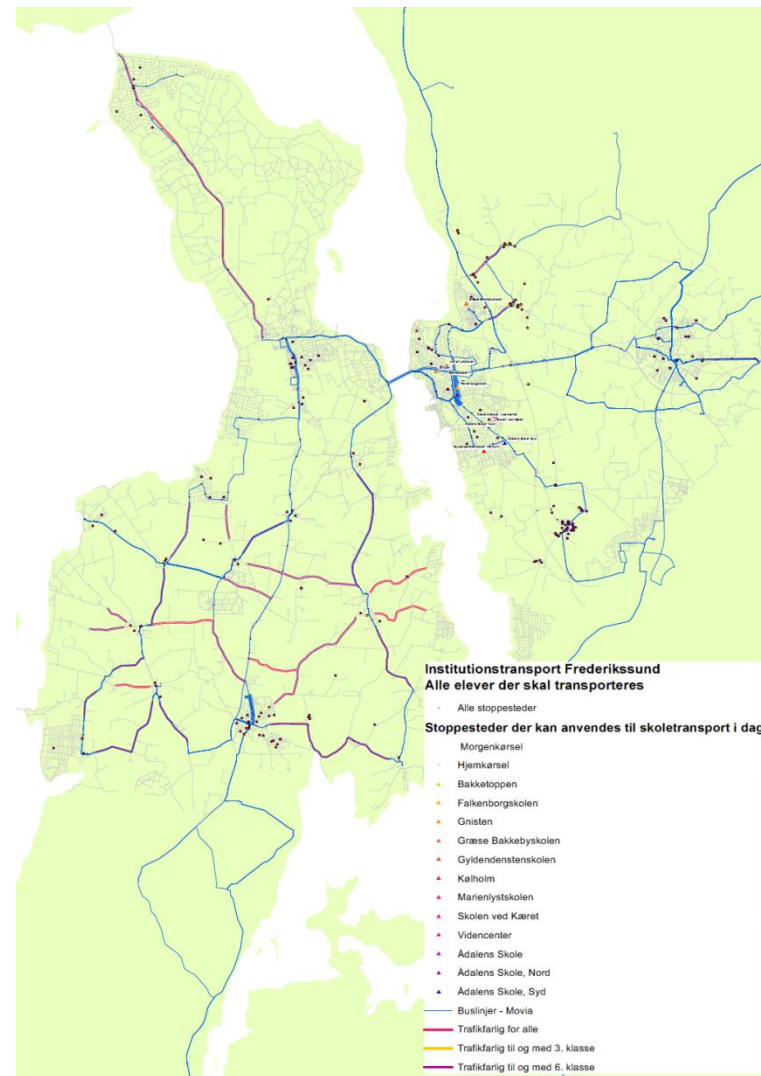 Institutionstransport Frederikssund
Alle elever der skal transporteres
Alle stoppesteder
Stoppesteder der kan anvendes til skoletransport i dag
Morgenkørsel
Hjemkørsel
Bakketoppen
Falkenborgskolen
Gnisten
Græse Bakkebyskolen
Gyldendenstenskolen
Kølholm
Marienlystskolen
Skolen ved Kæret
Videncenter
Ådalens Skole
Ådalens Skole, Nord
Ådalens Skole, Syd
Buslinjer - Movia
Trafikfarlig for alle
Trafikfarlig til og med 3. klasse
Trafikfarlig til og med 6. klasse